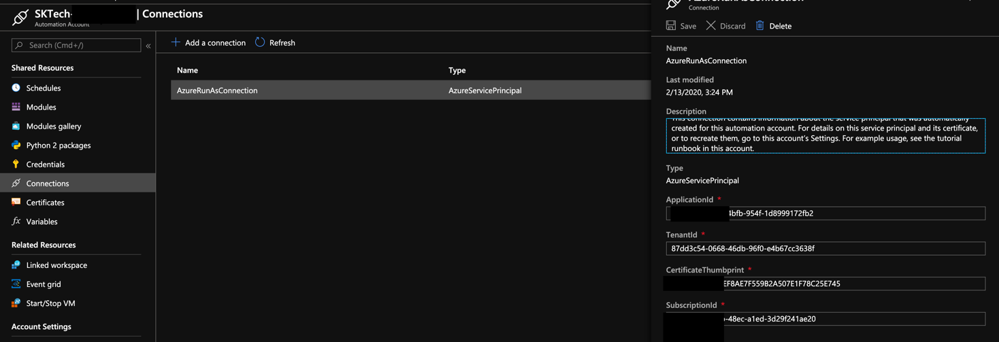 SKTech-
| Connections
Automation Account
Search (Cmd+/)
«
Shared Resources
Schedules
Modules
Modules gallery
Python 2 packages
Credentials
Connections
Certificates
fx Variables
Related Resources
Linked workspace
Event grid
Start/Stop VM
Account Settings
Add a connection
Refresh
Name Type
AzureRunAsConnection AzureServicePrincipal
AzureRunAsConnection
Connection
Save Discard Delete
Name
AzureRunAsConnection
Last modified
2/13/2020, 3:24 PM
Description
This connection contains information about the service principal that was automatically
created for this automation account. For details on this service principal and its certificate,
or to recreate them, go to this account's Settings. For example usage, see the tutorial
runbook in this account.
Type
AzureServicePrincipal
ApplicationId *
4bfb-954f-1d8999172fb2
TenantId *
87dd3c54-0668-46db-96f0-e4b67cc3638f
CertificateThumbprint *
EF8AE7F559B2A507E1F78C25E745
SubscriptionId *
-48ec-a1ed-3d29f241ae20